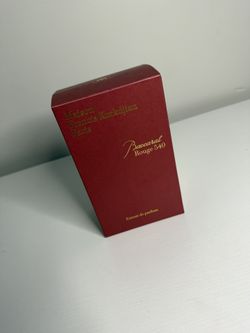 Maison
Francis Kurkdjian
Paris
Baccarat
Rouge 540
Extrait de parfum